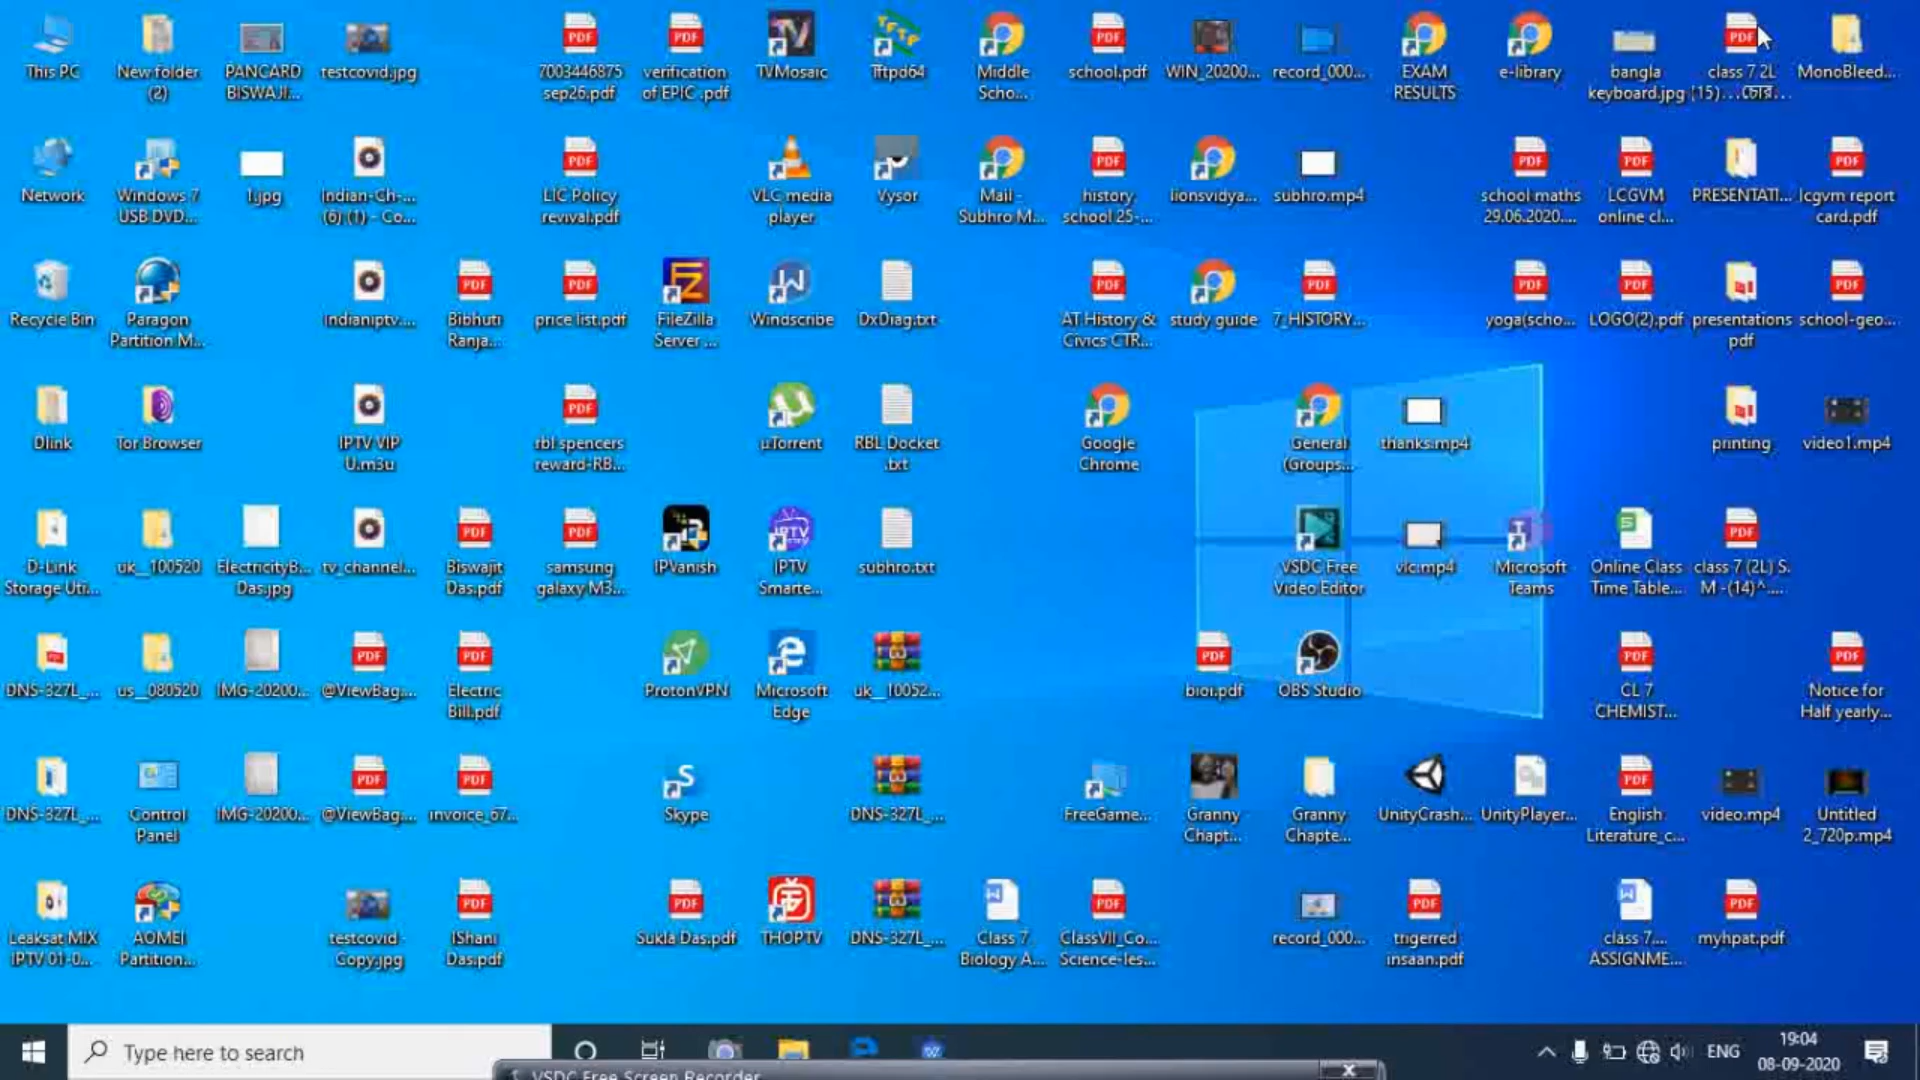 This PC
New folder
(2)
PANCARD
BISWAJI...
testcovid.jpg
7003446875
sep26.pdf
verification
of EPIC .pdf
TVMosaic
Tftpd64
Middle
Scho...
school.pdf
WIN_20200...
record_000...
EXAM
RESULTS
e-library
bangla
keyboard.jpg
class 7 2L
(15)...চোর...
MonoBleed...
Network
Windows 7
USB DVD...
1.jpg
Indian-Ch-...
(6) (1) - Co...
LIC Policy
revival.pdf
VLC media
player
Vysor
Mail -
Subhro M...
history
school 25-...
lionsvidya...
subhro.mp4
school maths
29.06.2020....
LCGVM
online cl...
PRESENTATI...
lcgvm report
card.pdf
Recycle Bin
Paragon
Partition M...
indianiptv....
Bibhuti
Ranja...
price list.pdf
FileZilla
Server ...
Windscribe
DxDiag.txt
AT.History &
Civics CTR...
study guide
7_HISTORY...
yoga(scho...
LOGO(2).pdf
presentations
pdf
school-geo...
Dlink
Tor Browser
IPTV VIP
U.m3u
rbl spencers
reward-RB...
µTorrent
RBL Docket
.txt
Google
Chrome
General
(Groups...
thanks.mp4
printing
video1.mp4
D-Link
Storage Uti...
uk__100520
ElectricityB...
Das.jpg
tv_channel...
Biswajit
Das.pdf
samsung
galaxy M3...
IPVanish
IPTV
Smarte...
subhro.txt
VSDC Free
Video Editor
vlc.mp4
Microsoft
Teams
Online Class
Time Table...
class 7 (2L) S.
M -(14)^....
DNS-327L_...
us__080520
IMG-20200...
@ViewBag....
Electric
Bill.pdf
ProtonVPN
Microsoft
Edge
uk__10052...
bioi.pdf
OBS Studio
CL 7
CHEMIST...
Notice for
Half yearly...
DNS-327L_...
Control
Panel
IMG-20200...
@ViewBag....
invoice_67...
Skype
DNS-327L_...
FreeGame...
Granny
Chapt...
Granny
Chapte...
UnityCrash...
UnityPlayer...
English
Literature_c...
video.mp4
Untitled
2_720p.mp4
Leaksat MIX
IPTV 01-0...
AOMEI
Partition...
testcovid -
Copy.jpg
IShani
Das.pdf
Sukla Das.pdf
THOPTV
DNS-327L_...
Class 7
Biology A...
ClassVII_Co...
Science-les...
record_000...
trigerred
insaan.pdf
class 7....
ASSIGNME...
myhpat.pdf
Type here to search
ENG
19:04
08-09-2020
VSDC Free Screen Recorder